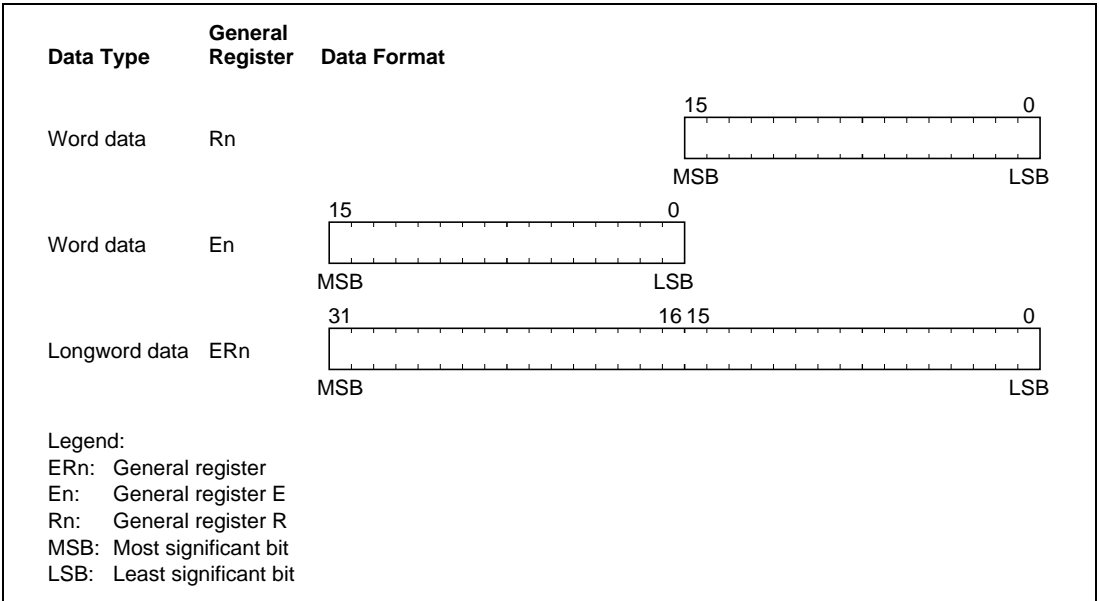 General
Data Type Register Data Format
15 0
Word data Rn
MSB LSB
15 0
Word data En
MSB LSB
31 16 15 0
Longword data ERn
MSB LSB
Legend:
ERn: General register
En: General register E
Rn: General register R
MSB: Most significant bit
LSB: Least significant bit